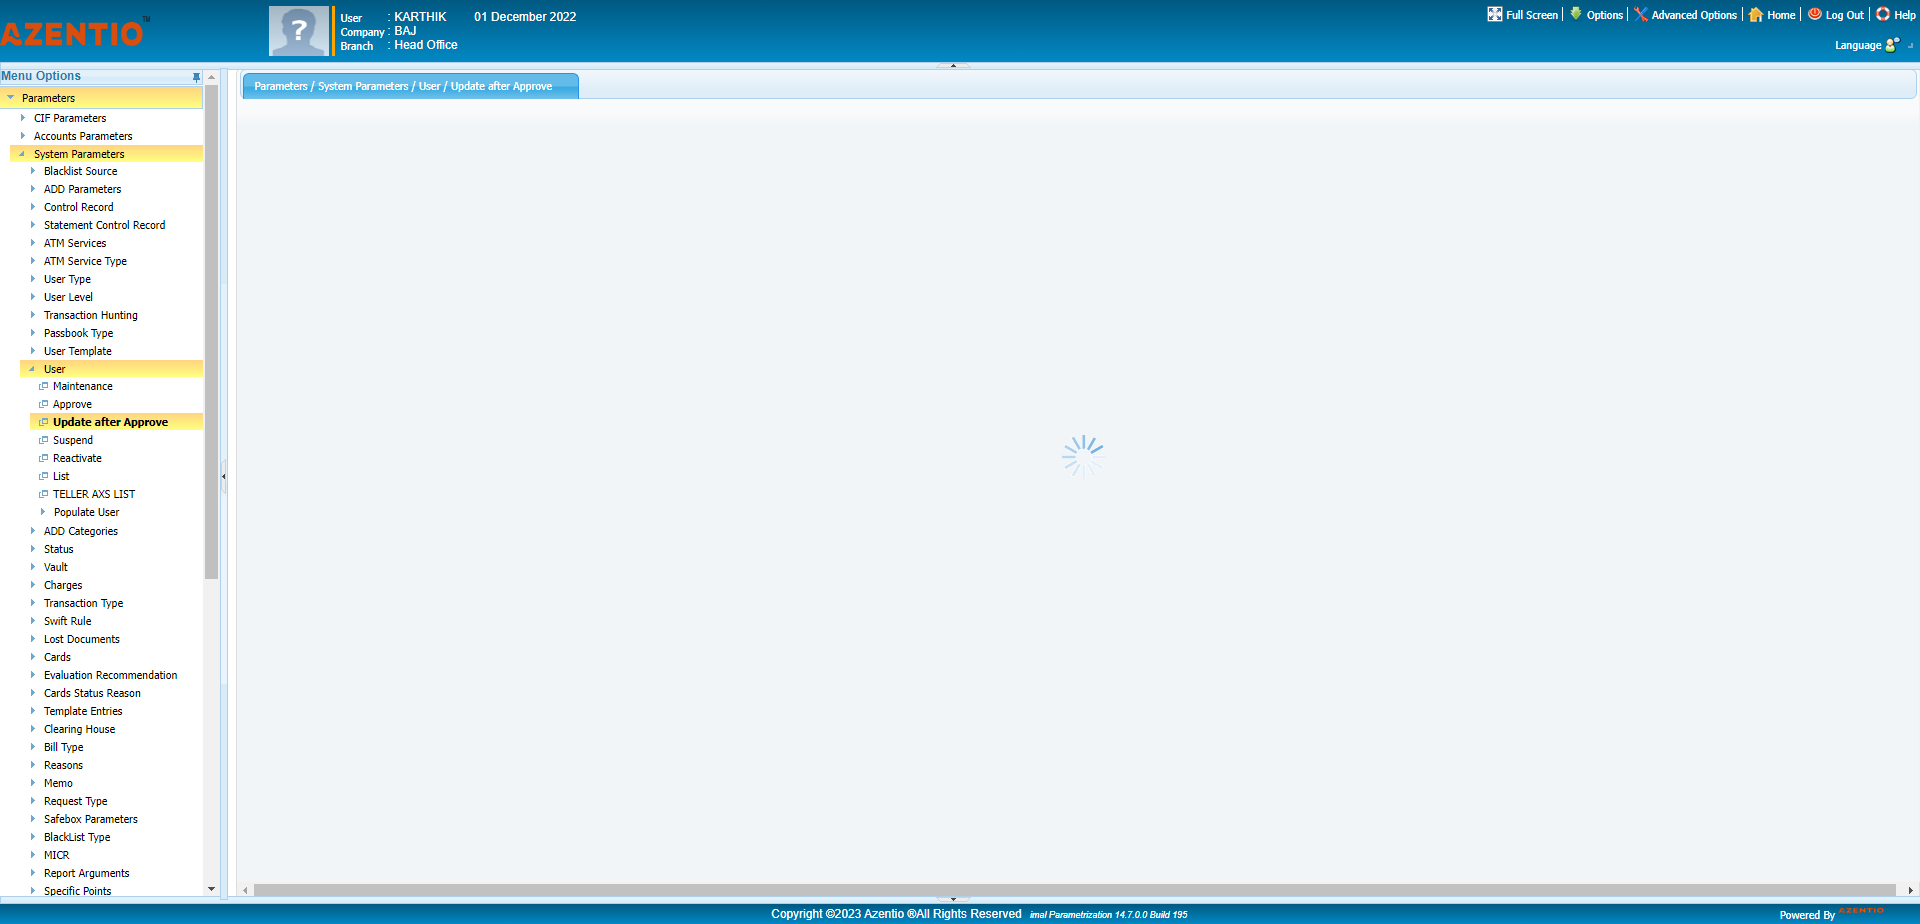 AZENTIO™
User : KARTHIK 01 December 2022
Company : BAJ
Branch : Head Office
Full Screen | Options | Advanced Options | Home | Log Out | Help
Language
Menu Options
Parameters
CIF Parameters
Accounts Parameters
System Parameters
Blacklist Source
ADD Parameters
Control Record
Statement Control Record
ATM Services
ATM Service Type
User Type
User Level
Transaction Hunting
Passbook Type
User Template
User
Maintenance
Approve
Update after Approve
Suspend
Reactivate
List
TELLER AXS LIST
Populate User
ADD Categories
Status
Vault
Charges
Transaction Type
Swift Rule
Lost Documents
Cards
Evaluation Recommendation
Cards Status Reason
Template Entries
Clearing House
Bill Type
Reasons
Memo
Request Type
Safebox Parameters
BlackList Type
MICR
Report Arguments
Specific Points
Parameters / System Parameters / User / Update after Approve
Copyright ©2023 Azentio ®All Rights Reserved imal Parametrization 14.7.0.0 Build 195
Powered By AZENTIO